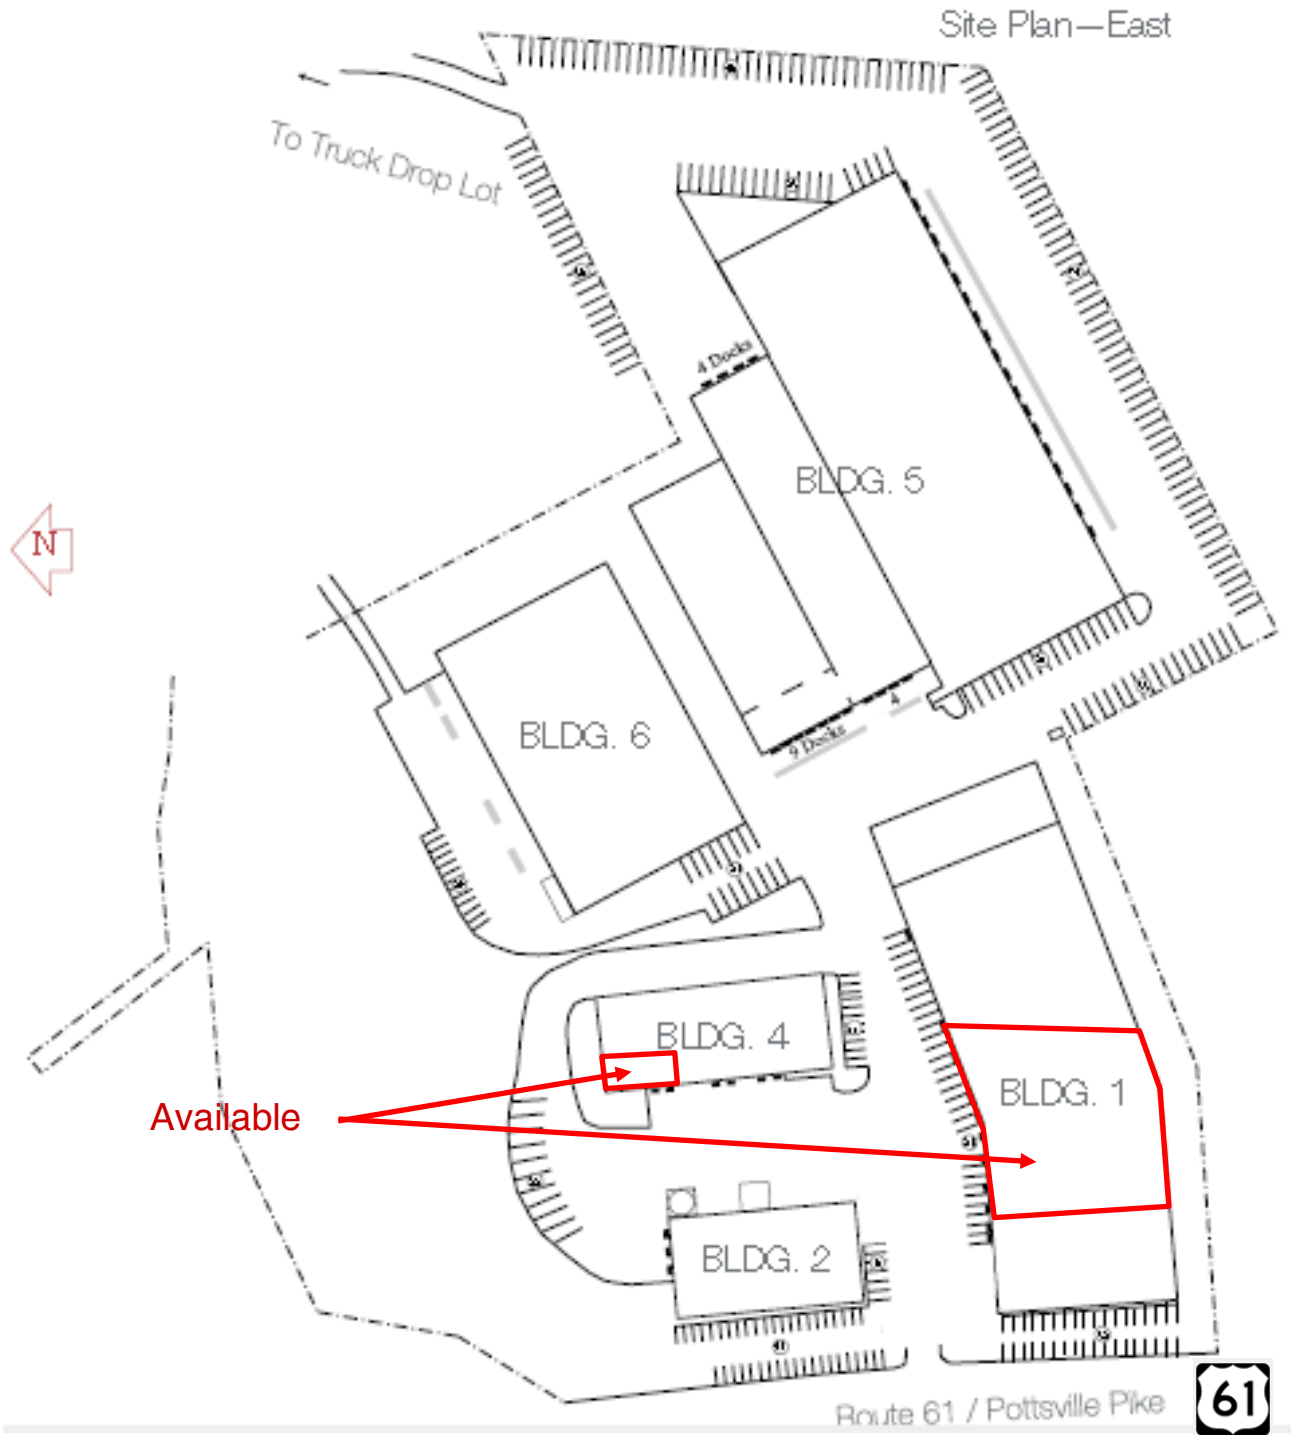 Site Plan—East
To Truck Drop Lot
4 Docks
BLDG. 5
N
4
9 Docks
BLDG. 6
BLDG. 4
BLDG. 1
Available
BLDG. 2
Route 61 / Pottsville Pike
61